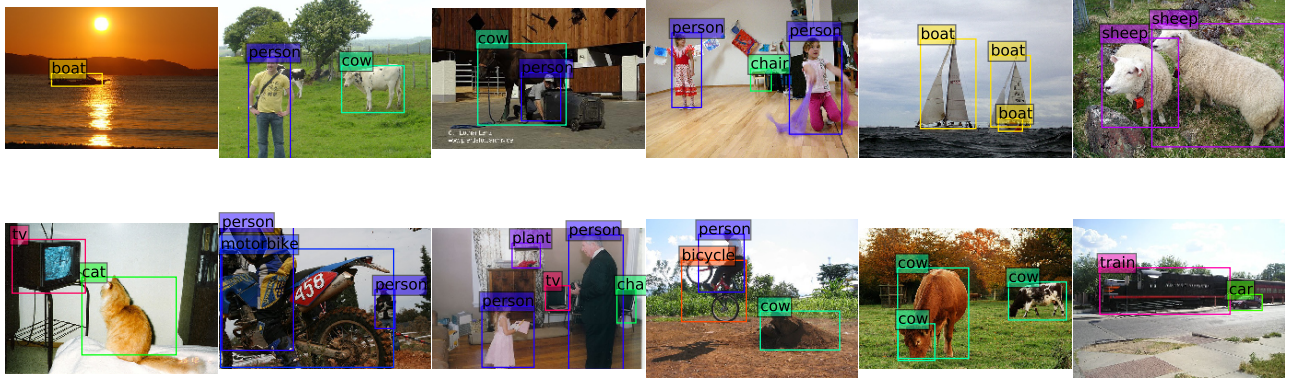 boat
person
cow
cow
person
person
chair
person
boat
boat
boat
sheep
sheep
tv
cat
person
motorbike
person
458
plant
person
tv
cha
person
person
bicycle
cow
cow
cow
cow
train
car